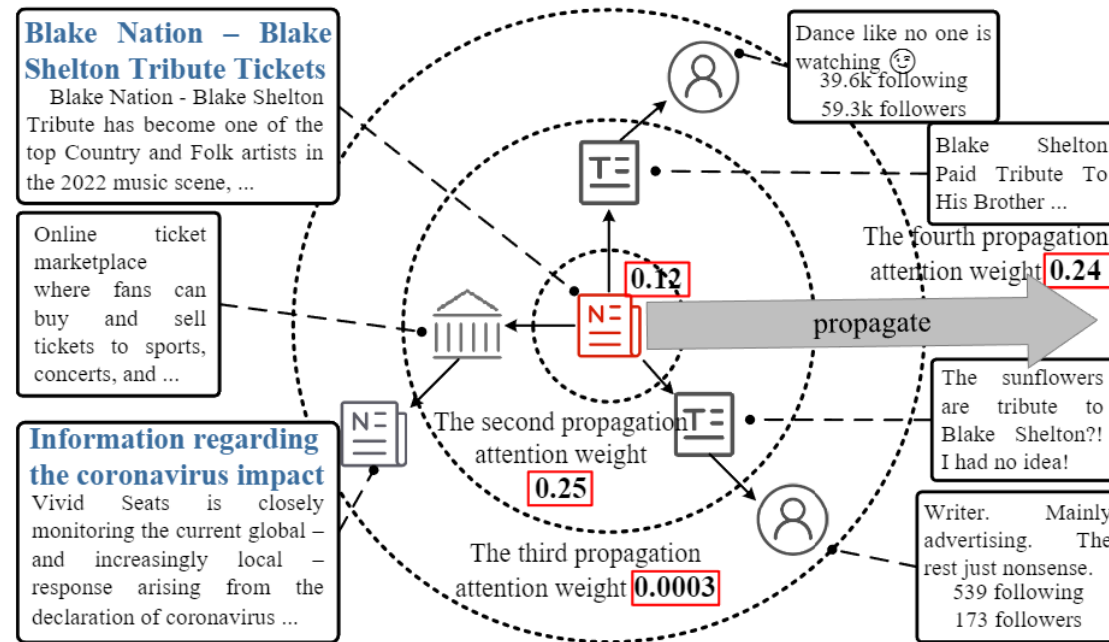 Blake Nation – Blake
Shelton Tribute Tickets
Blake Nation - Blake Shelton
Tribute has become one of the
top Country and Folk artists in
the 2022 music scene, ...
Online ticket
marketplace
where fans can
buy and sell
tickets to sports,
concerts, and ...
Information regarding
the coronavirus impact
Vivid Seats is closely
monitoring the current global –
and increasingly local –
response arising from the
declaration of coronavirus ...
Dance like no one is
watching 😉
39.6k following
59.3k followers
Blake Shelton
Paid Tribute To
His Brother ...
The fourth propagation
attention weight 0.24
0.12
propagate
The second propagation
attention weight
0.25
The third propagation
attention weight 0.0003
The sunflowers
are tribute to
Blake Shelton?!
I had no idea!
Writer. Mainly
advertising. The
rest just nonsense.
539 following
173 followers
N
N
T
T